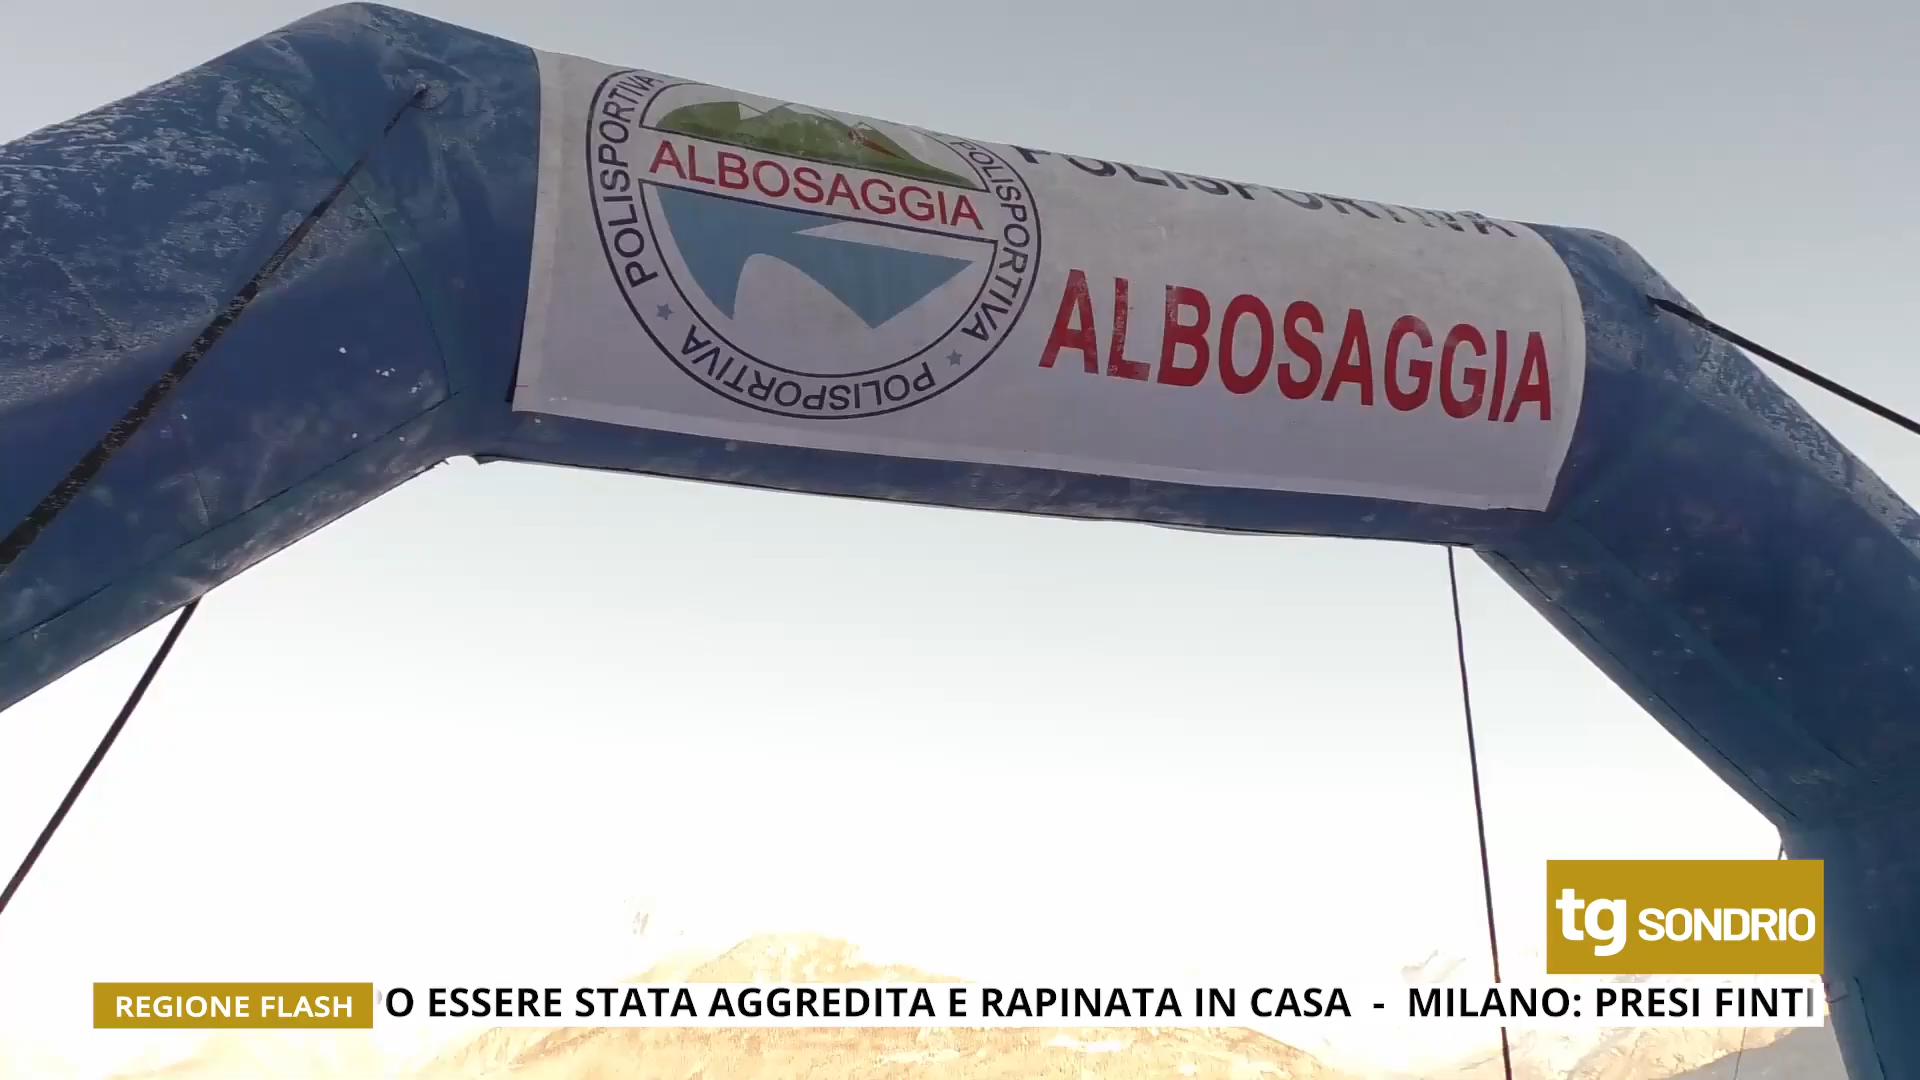 POLISPORTIVA
POLISPORTIVA
POLISPORTIVA
ALBOSAGGIA
POLISPORTIVA
ALBOSAGGIA
tg SONDRIO
REGIONE FLASH
O ESSERE STATA AGGREDITA E RAPINATA IN CASA - MILANO: PRESI FINTI